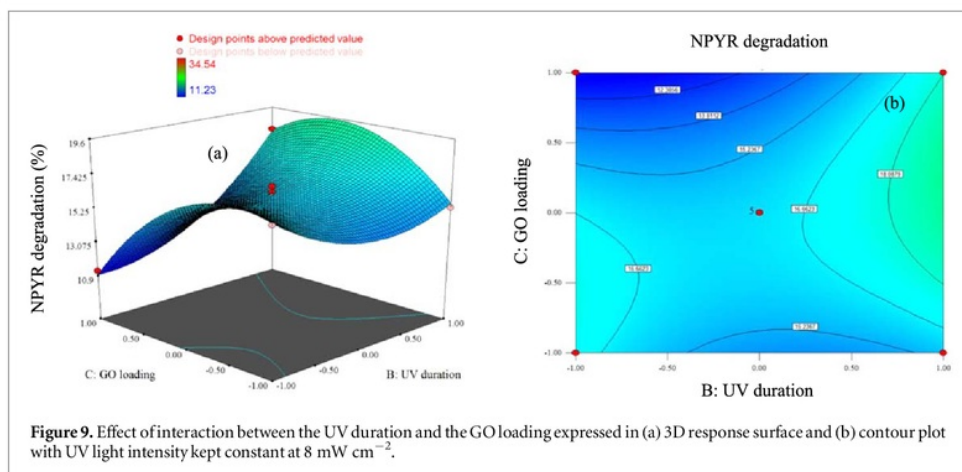 Design points above predicted value
Design points below predicted value
34.54
11.23
(a)
NPYR degradation (%)
19.6
17.425
15.25
13.075
10.9
1.00
0.50
0.00
-0.50
-1.00
C: GO loading
-1.00
-0.50
0.00
0.50
1.00
B: UV duration
NPYR degradation
(b)
C: GO loading
1.00
0.50
0.00
-0.50
-1.00
5
-1.00
-0.50
0.00
0.50
1.00
B: UV duration
Figure 9. Effect of interaction between the UV duration and the GO loading expressed in (a) 3D response surface and (b) contour plot
with UV light intensity kept constant at 8 mW cm⁻².